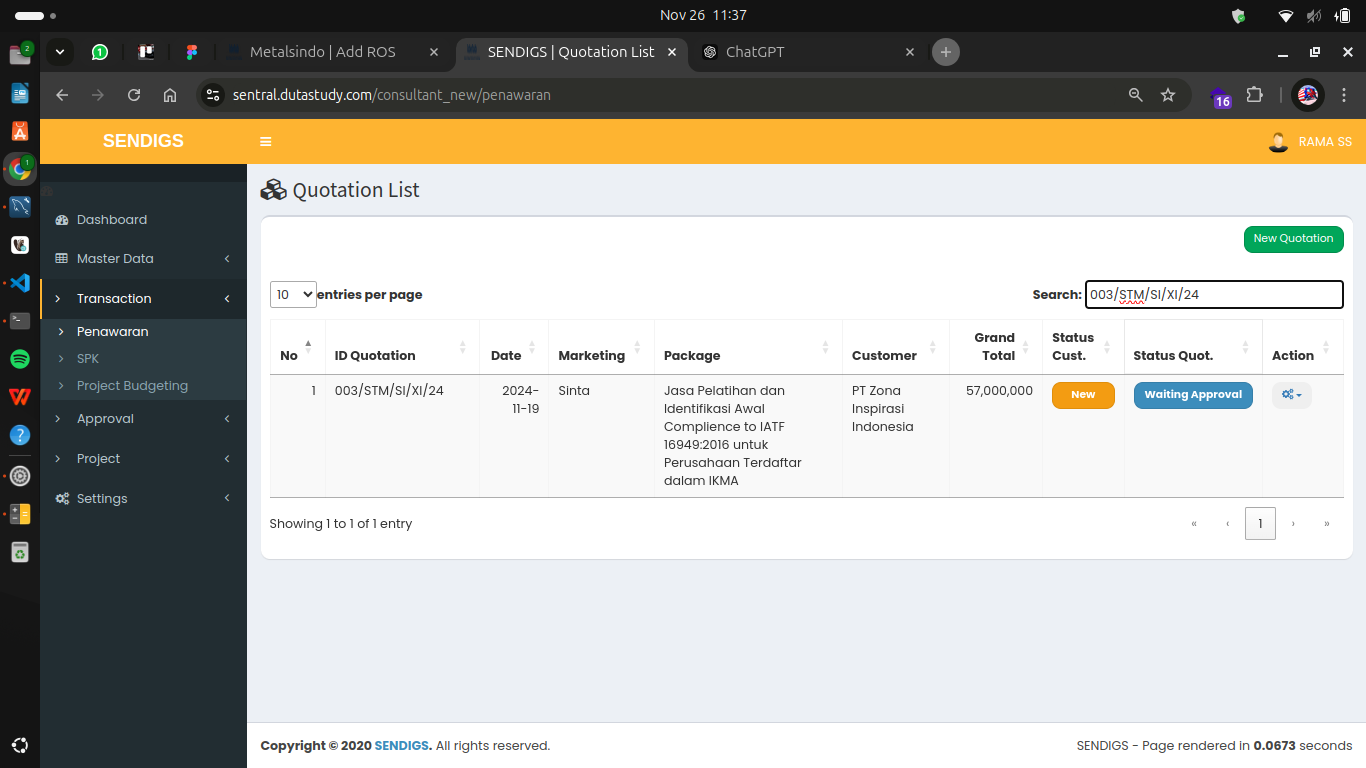 Nov 26 11:37
Metalsindo | Add ROS
SENDIGS | Quotation List
ChatGPT
sentral.dutastudy.com/consultant_new/penawaran
16
SENDIGS
RAMA SS
Quotation List
Dashboard
Master Data
Transaction
Penawaran
SPK
Project Budgeting
Approval
Project
Settings
New Quotation
10 entries per page
Search: 003/STM/SI/XI/24
No ID Quotation Date Marketing Package Customer Grand Total Status Cust. Status Quot. Action
1
003/STM/SI/XI/24
2024-
11-19
Sinta
Jasa Pelatihan dan
Identifikasi Awal
Complience to IATF
16949:2016 untuk
Perusahaan Terdaftar
dalam IKMA
PT Zona
Inspirasi
Indonesia
57,000,000
New
Waiting Approval
Showing 1 to 1 of 1 entry
« ‹ 1 › »
Copyright © 2020 SENDIGS. All rights reserved.
SENDIGS - Page rendered in 0.0673 seconds
2
1
1